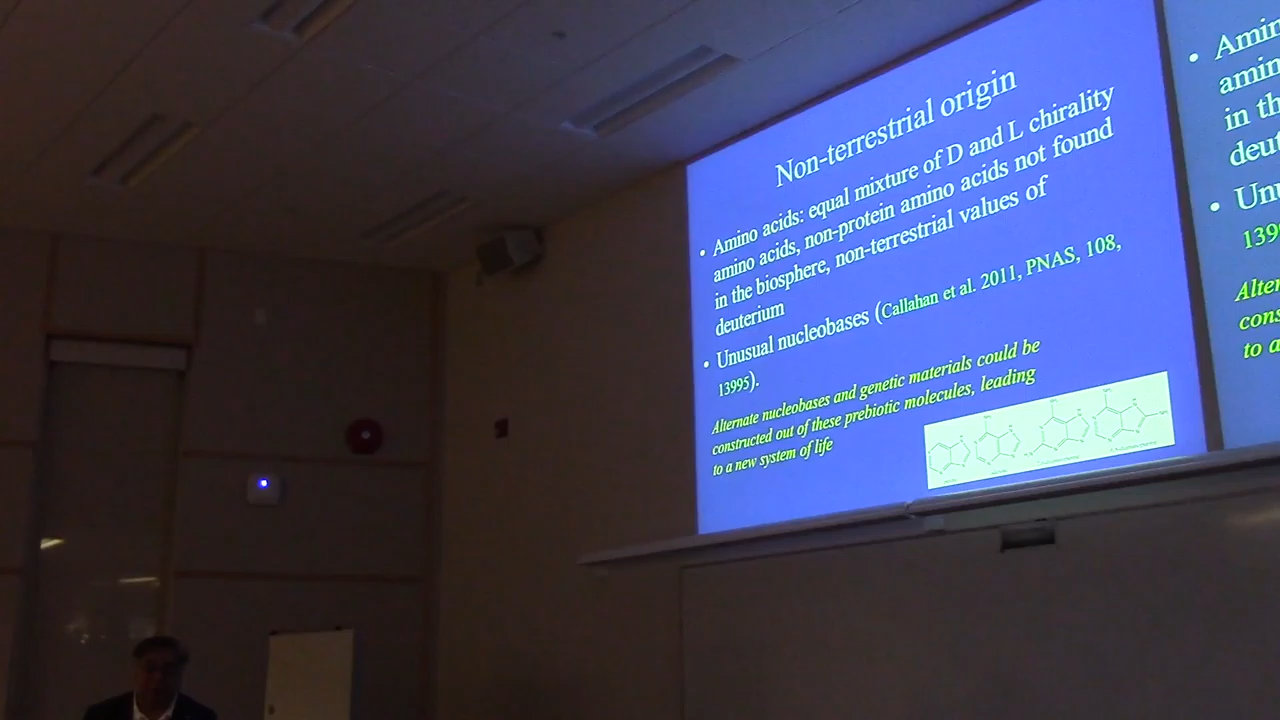 Non-terrestrial origin
• Amino acids: equal mixture of D and L chirality
amino acids, non-protein amino acids not found
in the biosphere, non-terrestrial values of
deuterium
• Unusual nucleobases (Callahan et al. 2011, PNAS, 108,
13995).
Alternate nucleobases and genetic materials could be
constructed out of these prebiotic molecules, leading
to a new system of life
• Amin
amin
in th
deut
• Unu
139
Alter
cons
to a